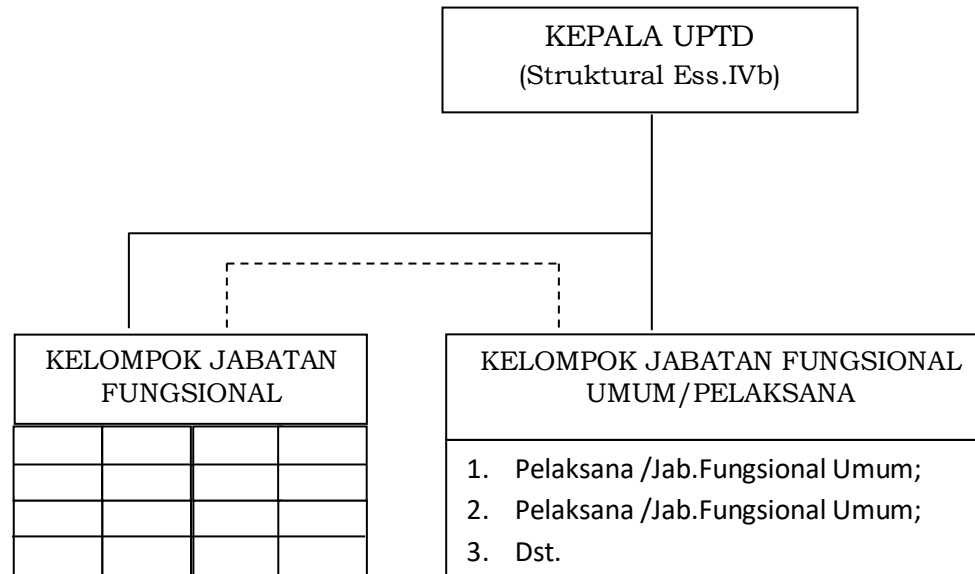 KEPALA UPTD
(Struktural Ess.IVb)
KELOMPOK JABATAN
FUNGSIONAL
KELOMPOK JABATAN FUNGSIONAL
UMUM/PELAKSANA
1. Pelaksana /Jab.Fungsional Umum;
2. Pelaksana /Jab.Fungsional Umum;
3. Dst.